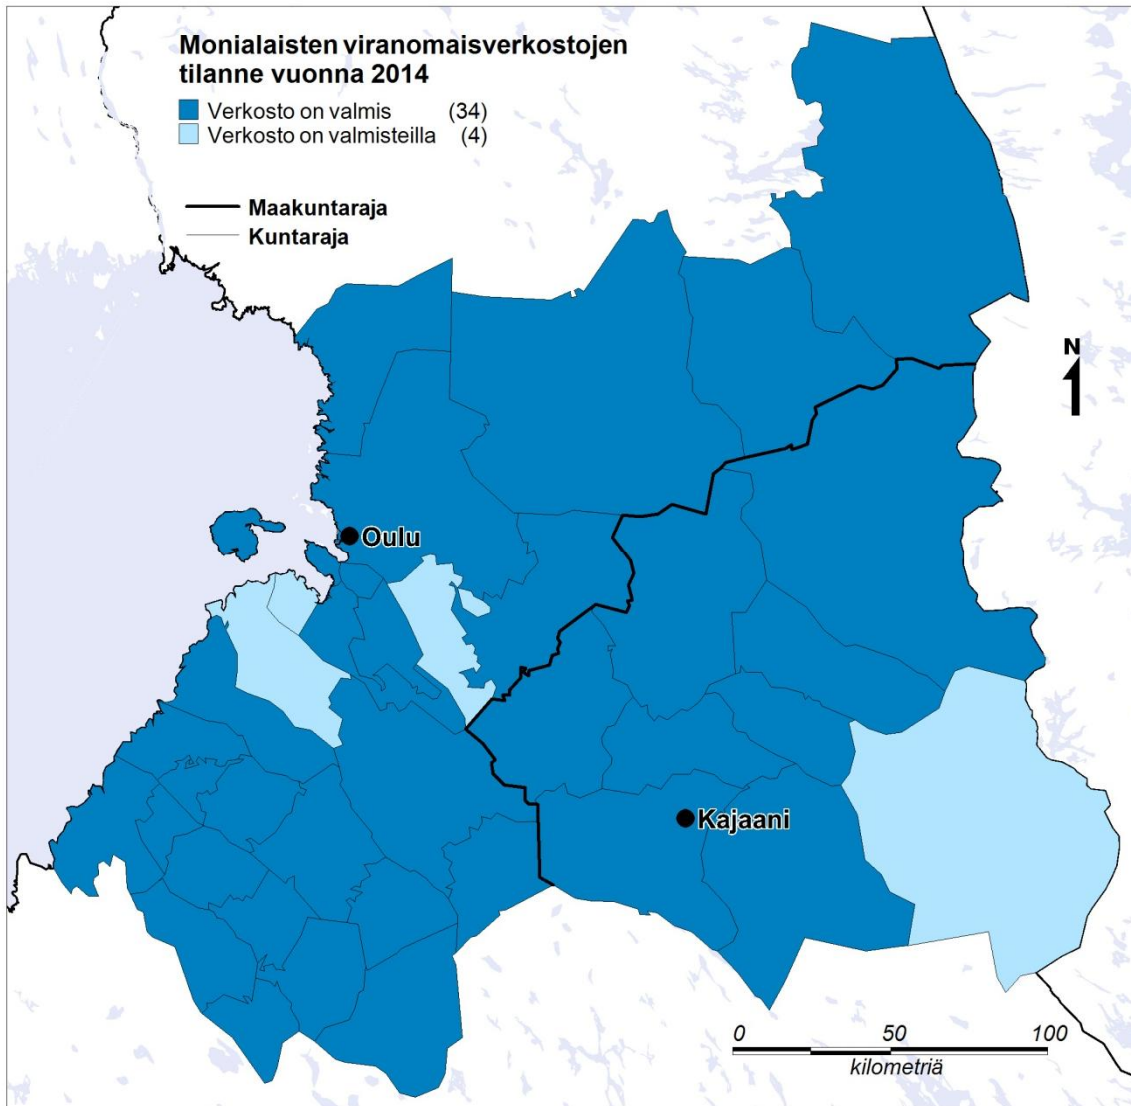 Monialaisten viranomaisverkostojen
tilanne vuonna 2014
Verkosto on valmis (34)
Verkosto on valmisteilla (4)
Maakuntaraja
Kuntaraja
N
Oulu
Kajaani
0 50 100
kilometriä